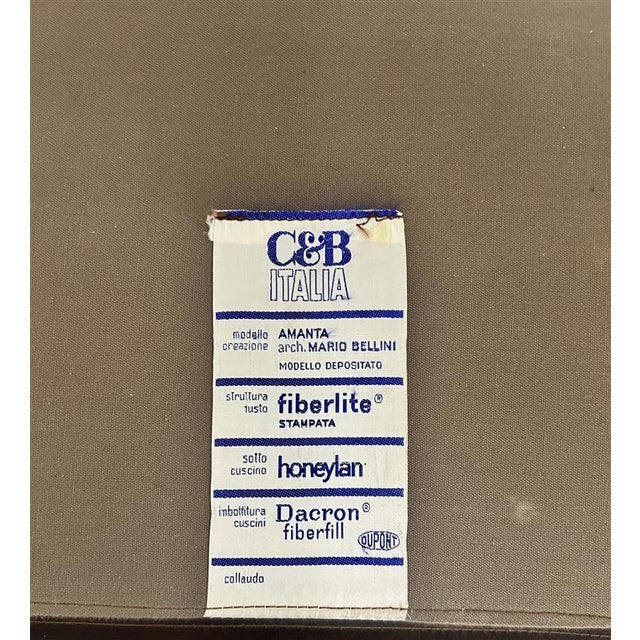 C&B
ITALIA
modello AMANTA
creazione arch. MARIO BELLINI
MODELLO DEPOSITATO
struttura fusto fiberlite®
STAMPATA
sotto cuscino honeylan
imbottitura Dacron®
cuscini fiberfill
DUPONT
collaudo